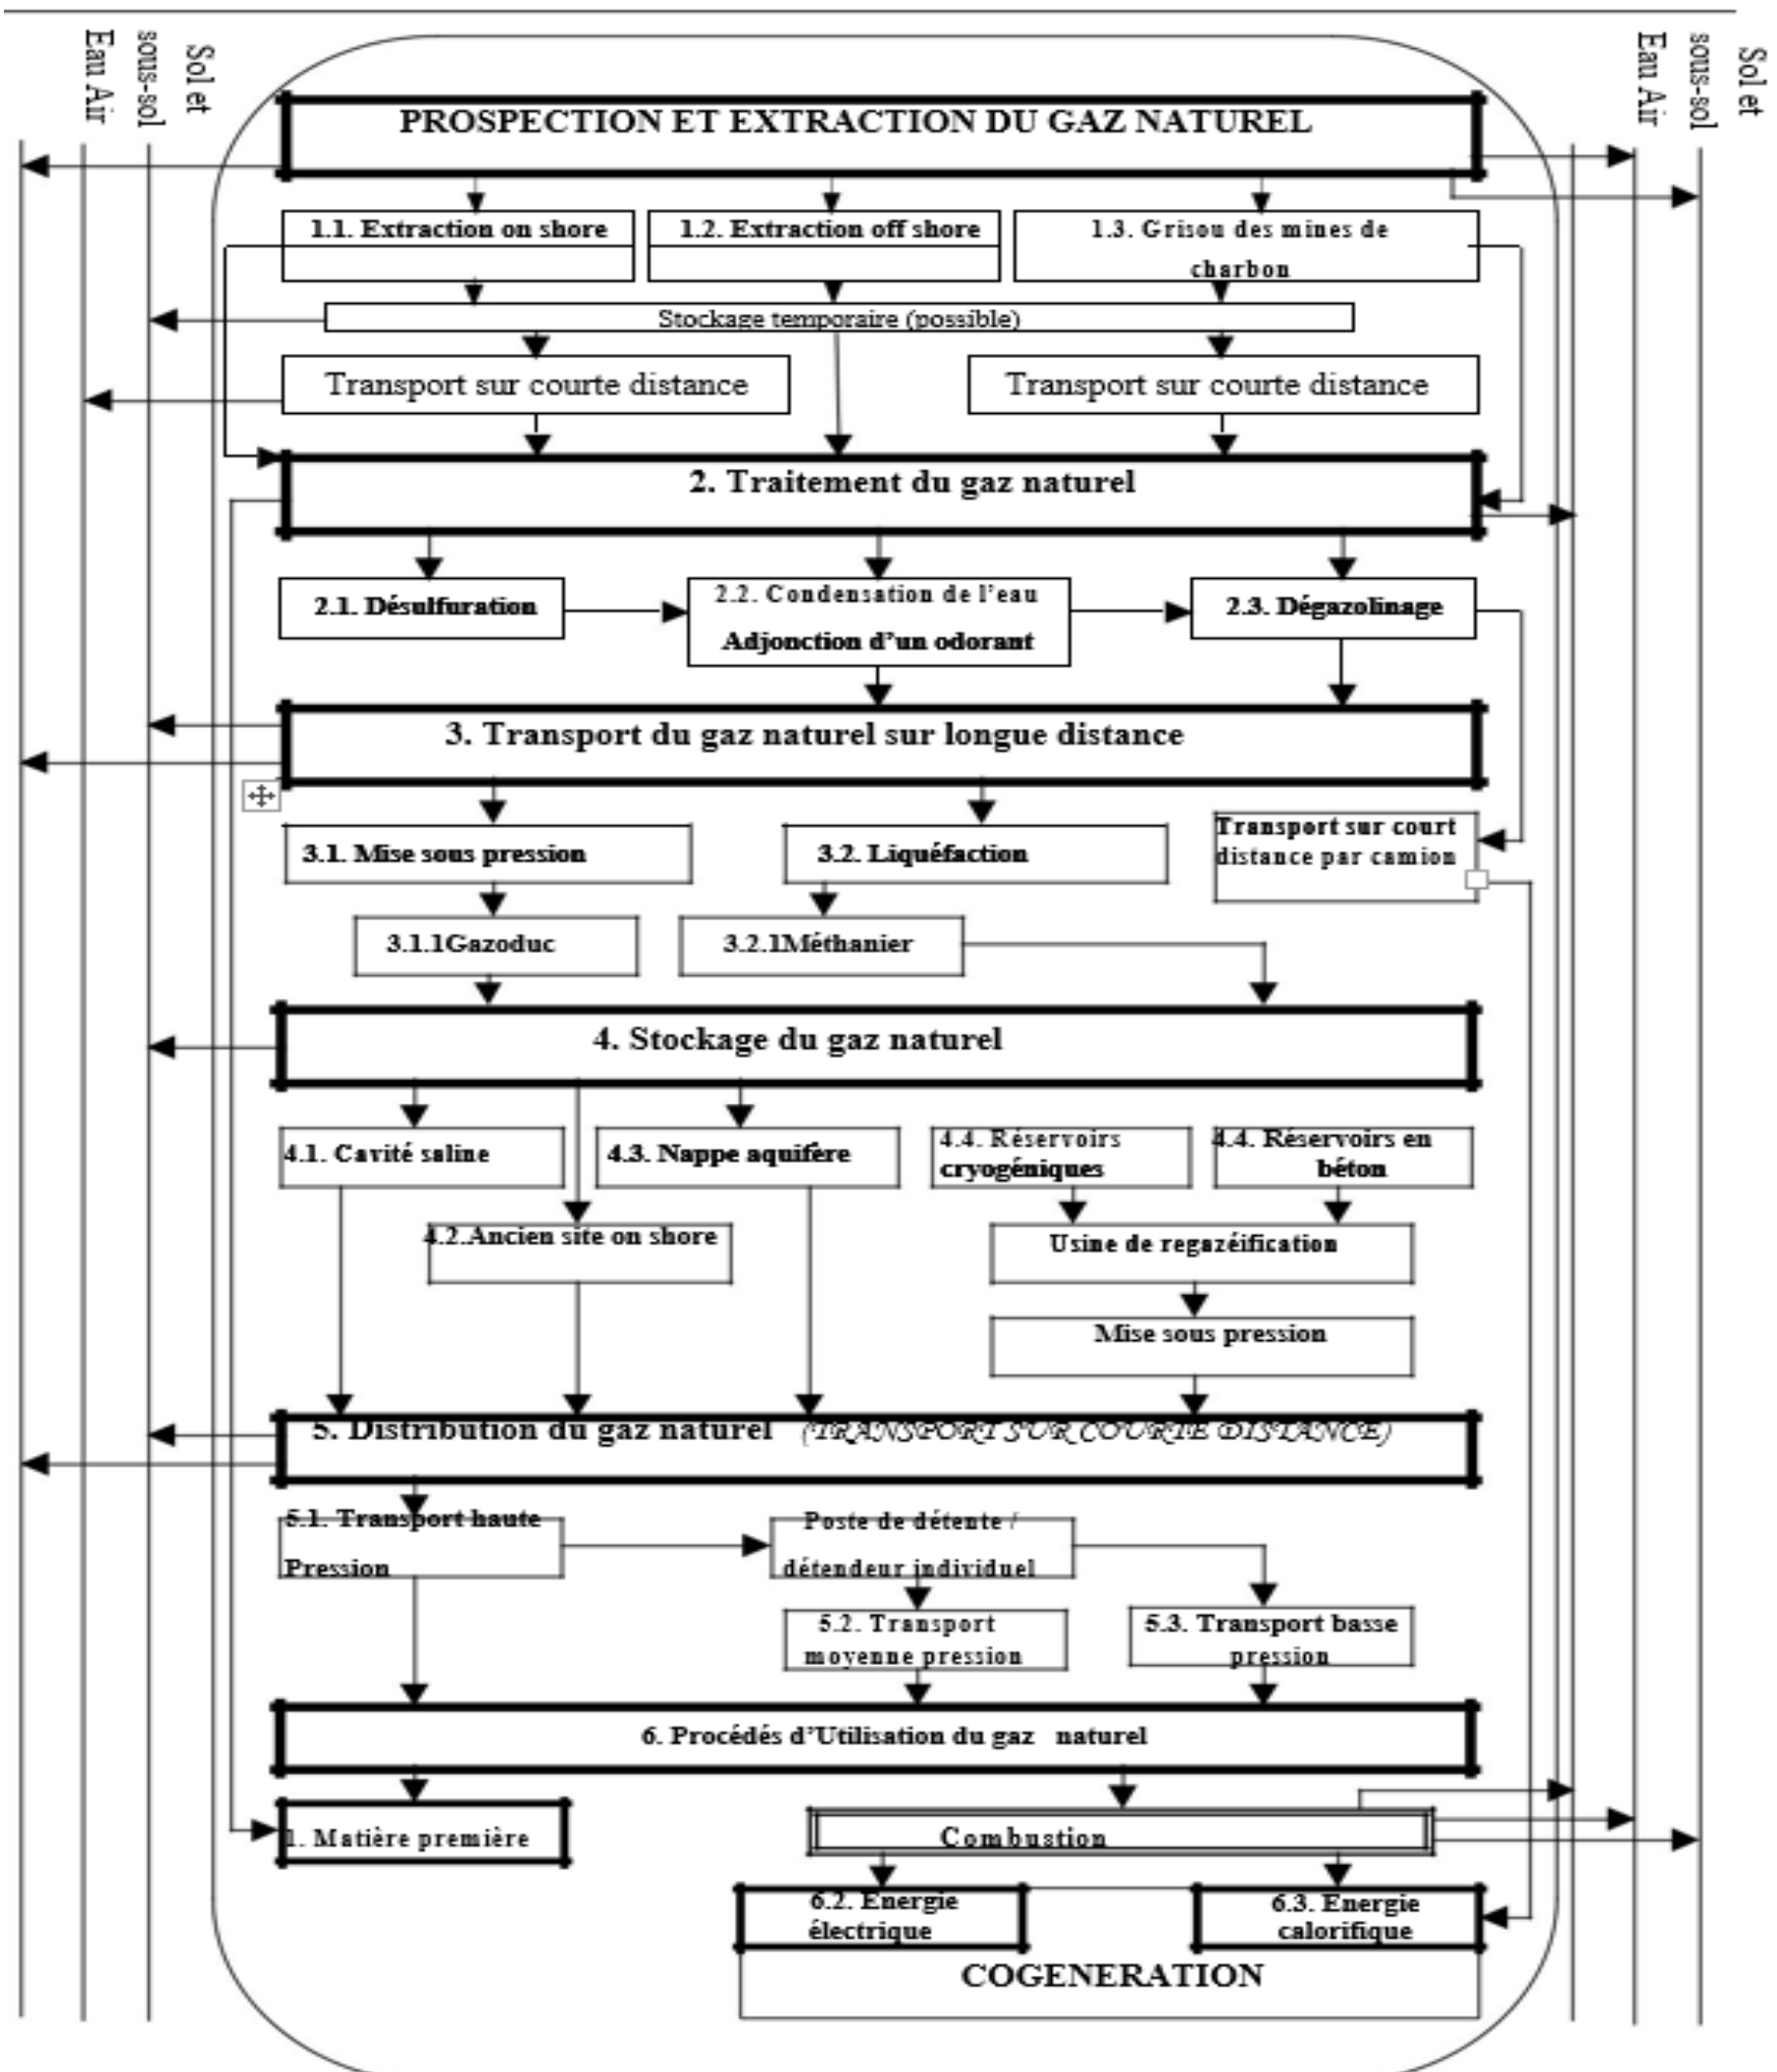 Eau Air
sous-sol
Sol et
Eau Air
sous-sol
Sol et
PROSPECTION ET EXTRACTION DU GAZ NATUREL
1.1. Extraction on shore
1.2. Extraction off shore
1.3. Grisou des mines de
charbon
Stockage temporaire (possible)
Transport sur courte distance
Transport sur courte distance
2. Traitement du gaz naturel
2.1. Désulfuration
2.2. Condensation de l'eau
Adjonction d'un odorant
2.3. Dégazolinage
3. Transport du gaz naturel sur longue distance
3.1. Mise sous pression
3.2. Liquéfaction
Transport sur court
distance par camion
3.1.1Gazoduc
3.2.1Méthanier
4. Stockage du gaz naturel
4.1. Cavité saline
4.3. Nappe aquifère
4.4. Réservoirs
cryogéniques
4.4. Réservoirs en
béton
4.2.Ancien site on shore
Usine de regazéification
Mise sous pression
5. Distribution du gaz naturel (TRANSPORT SUR COURTE DISTANCE)
5.1. Transport haute
Pression
Poste de détente /
détendeur individuel
5.2. Transport
moyenne pression
5.3. Transport basse
pression
6. Procédés d'Utilisation du gaz naturel
1. Matière première
Combustion
6.2. Energie
électrique
6.3. Energie
calorifique
COGENERATION